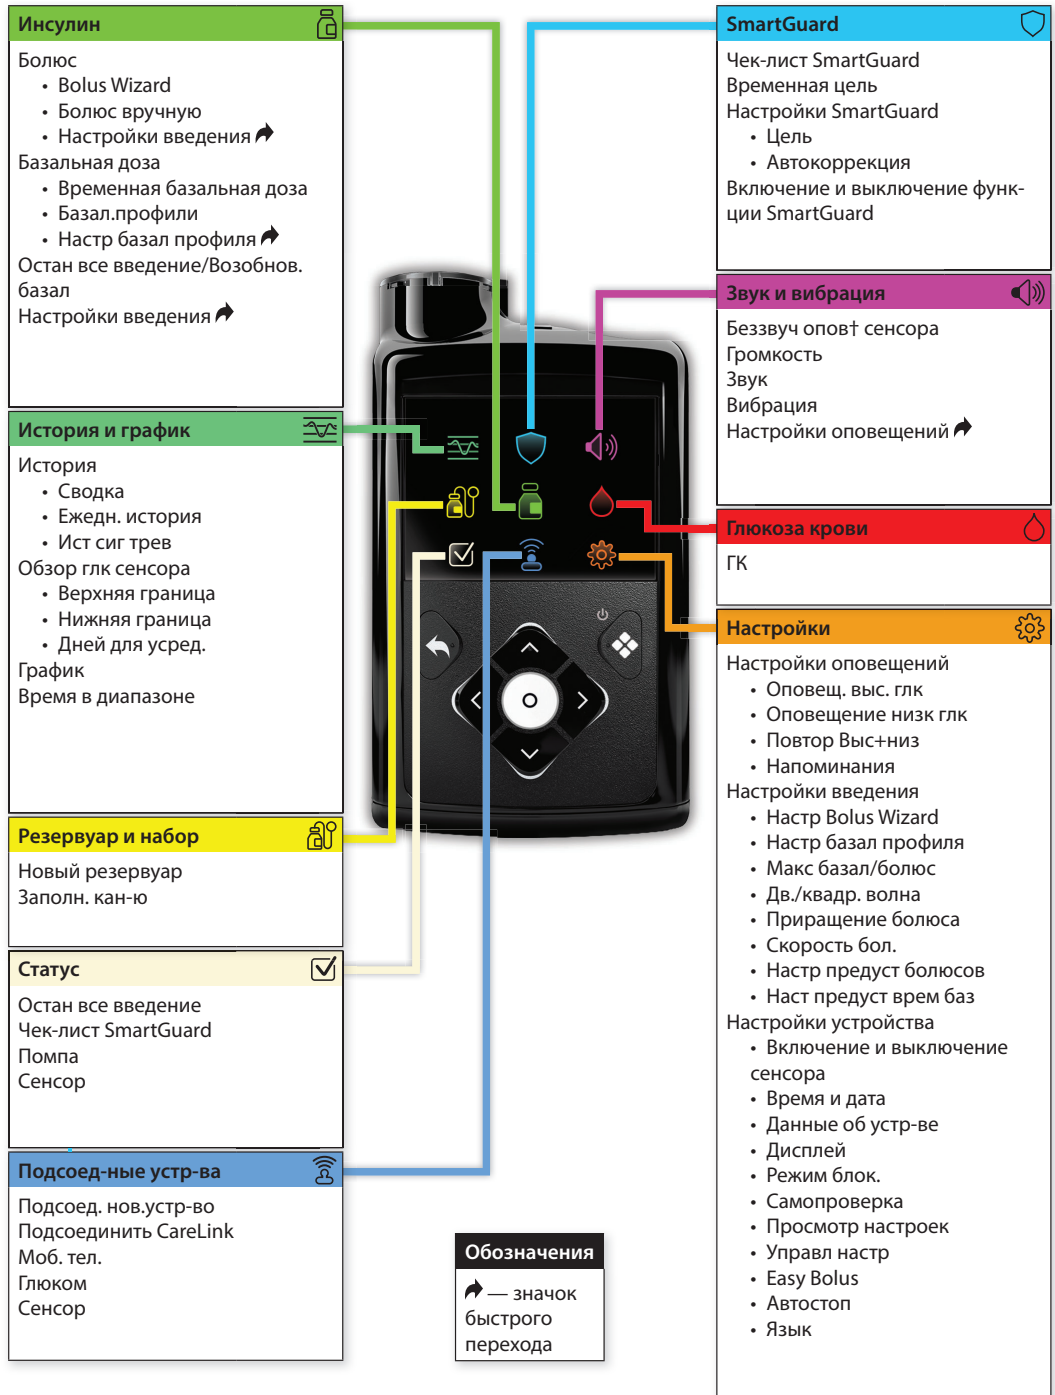 Инсулин
Болюс
• Bolus Wizard
• Болюс вручную
• Настройки введения
Базальная доза
• Временная базальная доза
• Базал.профили
• Настр базал профиля
Остан все введение/Возобнов.
базал
Настройки введения
История и график
История
• Сводка
• Ежедн. история
• Ист сиг трев
Обзор глк сенсора
• Верхняя граница
• Нижняя граница
• Дней для усред.
График
Время в диапазоне
Резервуар и набор
Новый резервуар
Заполн. кан-ю
Статус
Остан все введение
Чек-лист SmartGuard
Помпа
Сенсор
Подсоед-ные устр-ва
Подсоед. нов.устр-во
Подсоединить CareLink
Моб. тел.
Глюком
Сенсор
Обозначения
— значок
быстрого
перехода
SmartGuard
Чек-лист SmartGuard
Временная цель
Настройки SmartGuard
• Цель
• Автокоррекция
Включение и выключение функ-
ции SmartGuard
Звук и вибрация
Беззвуч опов† сенсора
Громкость
Звук
Вибрация
Настройки оповещений
Глюкоза крови
ГК
Настройки
Настройки оповещений
• Оповещ. выс. глк
• Оповещение низк глк
• Повтор Выс+низ
• Напоминания
Настройки введения
• Настр Bolus Wizard
• Настр базал профиля
• Макс базал/болюс
• Дв./квадр. волна
• Приращение болюса
• Скорость бол.
• Настр предуст болюсов
• Наст предуст врем баз
Настройки устройства
• Включение и выключение
сенсора
• Время и дата
• Данные об устр-ве
• Дисплей
• Режим блок.
• Самопроверка
• Просмотр настроек
• Управл настр
• Easy Bolus
• Автостоп
• Язык